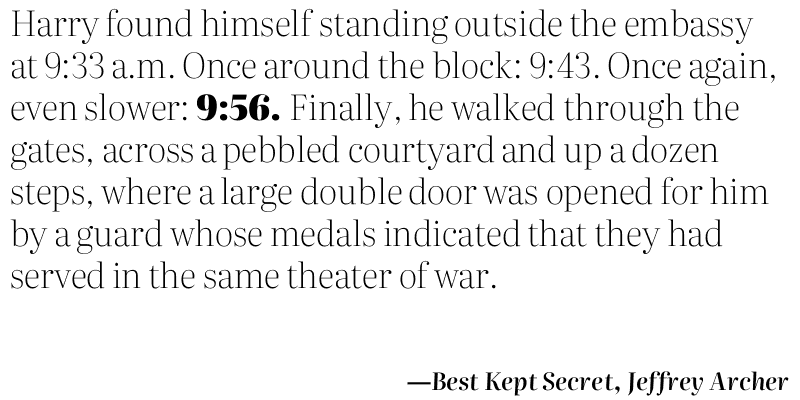 Harry found himself standing outside the embassy
at 9:33 a.m. Once around the block: 9:43. Once again,
even slower: 9:56. Finally, he walked through the
gates, across a pebbled courtyard and up a dozen
steps, where a large double door was opened for him
by a guard whose medals indicated that they had
served in the same theater of war.
—Best Kept Secret, Jeffrey Archer